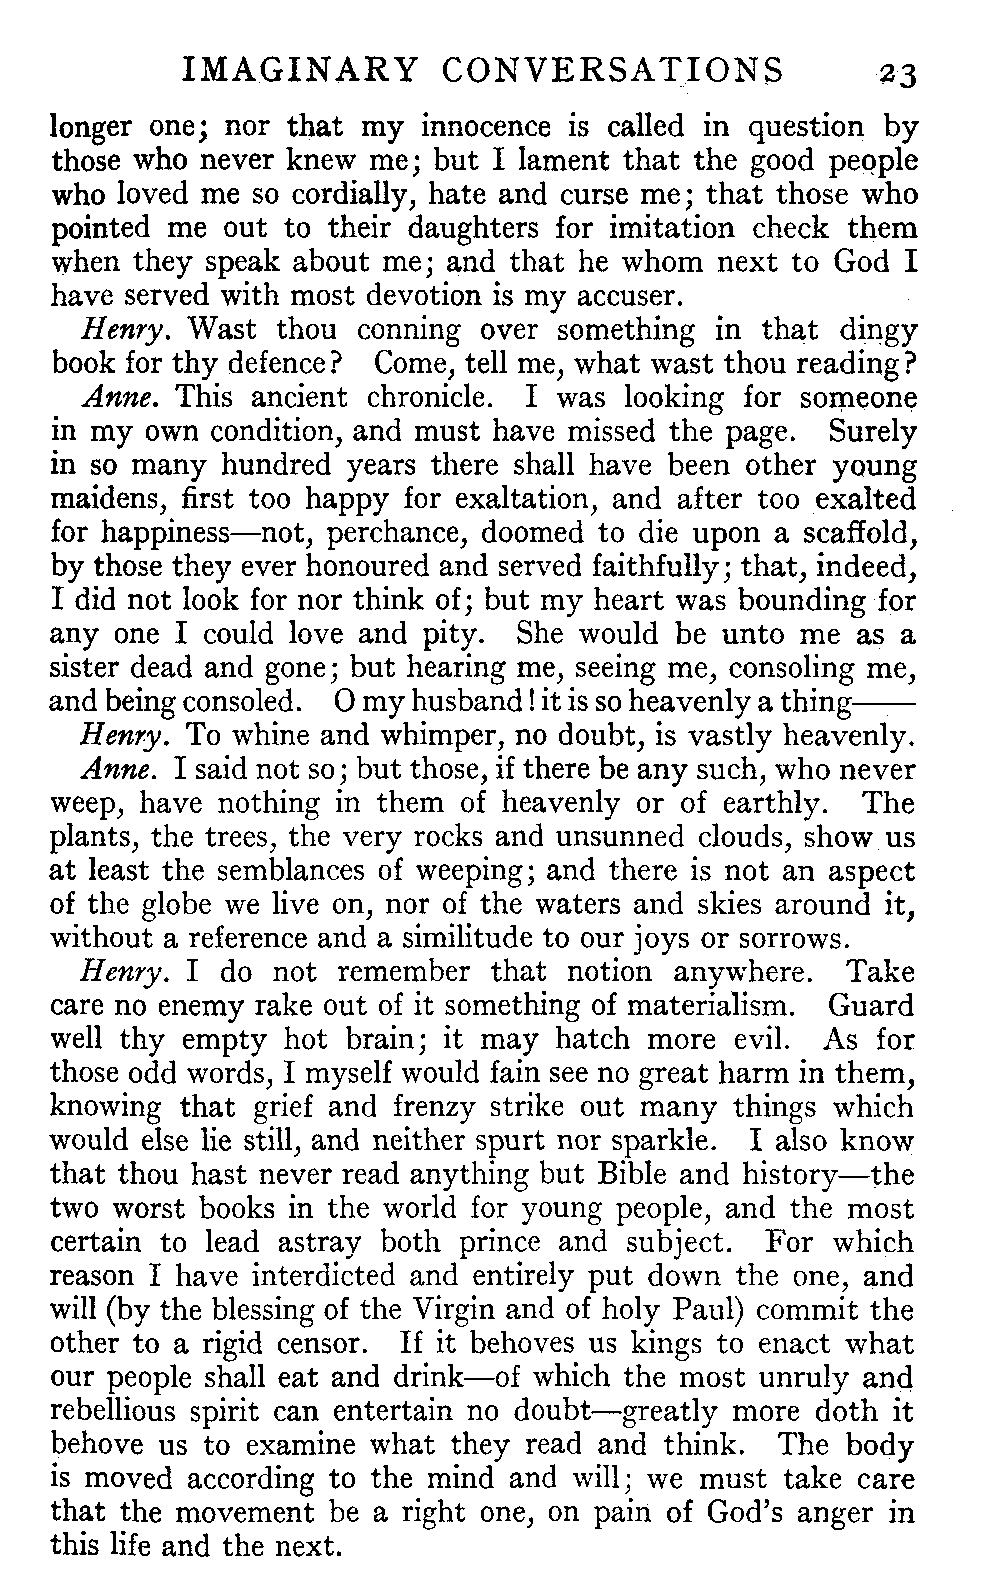 IMAGINARY CONVERSATIONS 23
longer one; nor that my innocence is called in question by
those who never knew me; but I lament that the good people
who loved me so cordially, hate and curse me; that those who
pointed me out to their daughters for imitation check them
when they speak about me; and that he whom next to God I
have served with most devotion is my accuser.
Henry. Wast thou conning over something in that dingy
book for thy defence? Come, tell me, what wast thou reading?
Anne. This ancient chronicle. I was looking for someone
in my own condition, and must have missed the page. Surely
in so many hundred years there shall have been other young
maidens, first too happy for exaltation, and after too exalted
for happiness—not, perchance, doomed to die upon a scaffold,
by those they ever honoured and served faithfully; that, indeed,
I did not look for nor think of; but my heart was bounding for
any one I could love and pity. She would be unto me as a
sister dead and gone; but hearing me, seeing me, consoling me,
and being consoled. O my husband! it is so heavenly a thing——
Henry. To whine and whimper, no doubt, is vastly heavenly.
Anne. I said not so; but those, if there be any such, who never
weep, have nothing in them of heavenly or of earthly. The
plants, the trees, the very rocks and unsunned clouds, show us
at least the semblances of weeping; and there is not an aspect
of the globe we live on, nor of the waters and skies around it,
without a reference and a similitude to our joys or sorrows.
Henry. I do not remember that notion anywhere. Take
care no enemy rake out of it something of materialism. Guard
well thy empty hot brain; it may hatch more evil. As for
those odd words, I myself would fain see no great harm in them,
knowing that grief and frenzy strike out many things which
would else lie still, and neither spurt nor sparkle. I also know
that thou hast never read anything but Bible and history—the
two worst books in the world for young people, and the most
certain to lead astray both prince and subject. For which
reason I have interdicted and entirely put down the one, and
will (by the blessing of the Virgin and of holy Paul) commit the
other to a rigid censor. If it behoves us kings to enact what
our people shall eat and drink—of which the most unruly and
rebellious spirit can entertain no doubt—greatly more doth it
behove us to examine what they read and think. The body
is moved according to the mind and will; we must take care
that the movement be a right one, on pain of God's anger in
this life and the next.